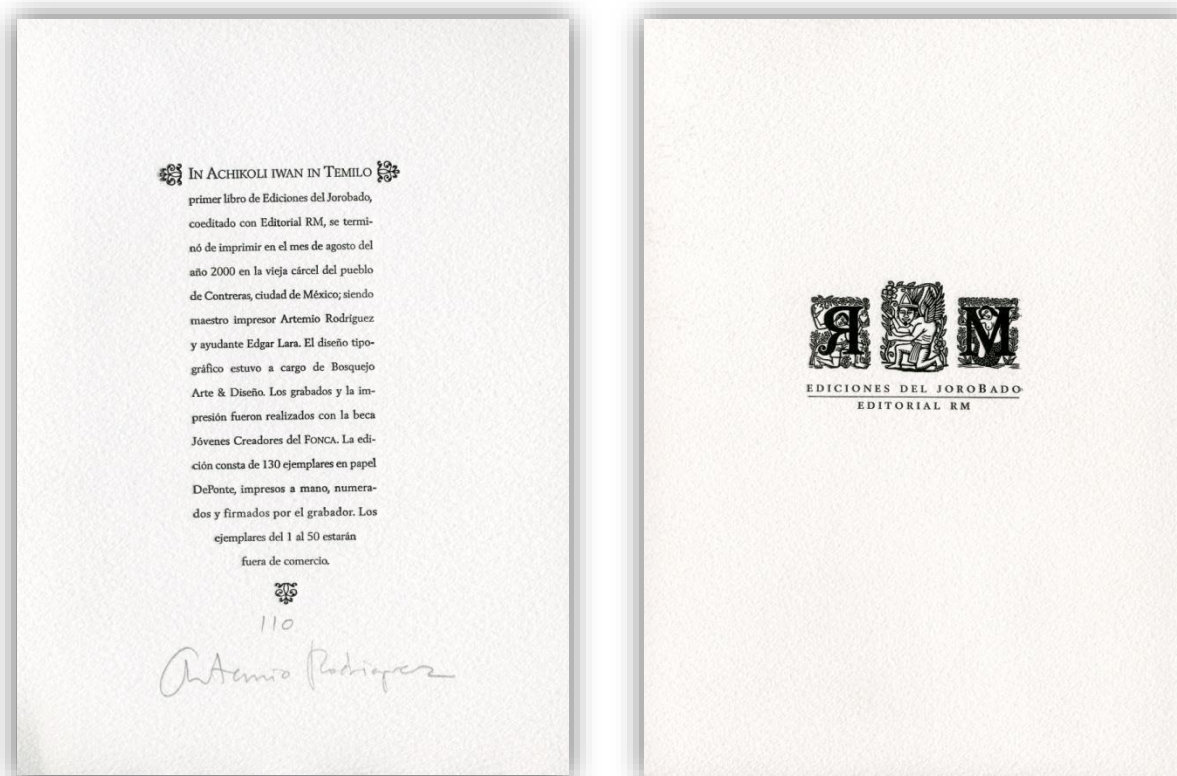 IN ACHIKOLI IWAN IN TEMILO
primer libro de Ediciones del Jorobado,
coeditado con Editorial RM, se termi-
nó de imprimir en el mes de agosto del
año 2000 en la vieja cárcel del pueblo
de Contreras, ciudad de México; siendo
maestro impresor Artemio Rodríguez
y ayudante Edgar Lara. El diseño tipo-
gráfico estuvo a cargo de Bosquejo
Arte & Diseño. Los grabados y la im-
presión fueron realizados con la beca
Jóvenes Creadores del FONCA. La edi-
ción consta de 130 ejemplares en papel
DePonte, impresos a mano, numera-
dos y firmados por el grabador. Los
ejemplares del 1 al 50 estarán
fuera de comercio.
110
Artemio Rodriguez
R M
EDICIONES DEL JOROBADO
EDITORIAL RM